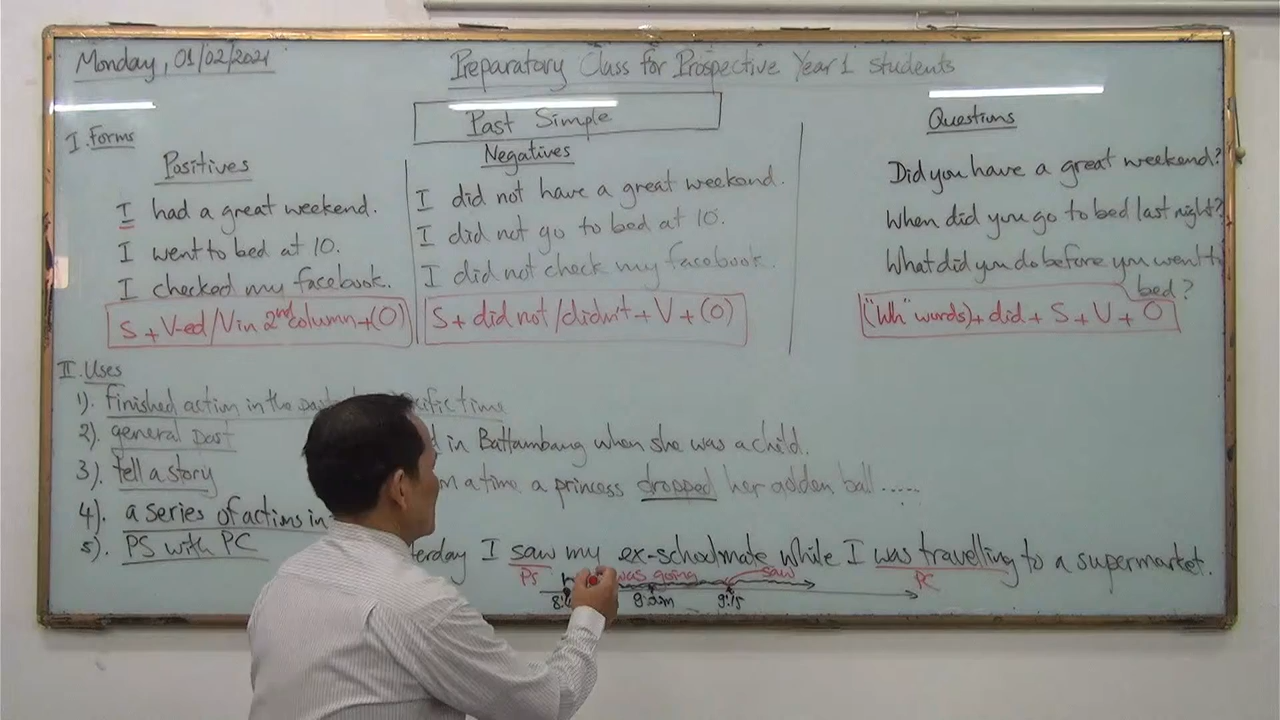 Monday, 01/02/2021
Preparatory Class for Prospective Year 1 Students
Past Simple
I. Forms
Positives
I had a great weekend.
I went to bed at 10.
I checked my facebook.
S + V-ed/V in 2nd column + (O)
Negatives
I did not have a great weekend.
I did not go to bed at 10.
I did not check my facebook.
S + did not/didn't + V + (O)
Questions
Did you have a great weekend?
When did you go to bed last night?
What did you do before you went to
bed?
("Wh" words) + did + S + V + O
II. Uses
1). Finished action in the time
2). general past in Battambang when she was a child.
3). tell a story a time a princess dropped her golden ball .....
4). a series of actions in
5). PS with PC I saw my ex-schoolmate while I was travelling to a supermarket.
PS was going saw PC
9:15